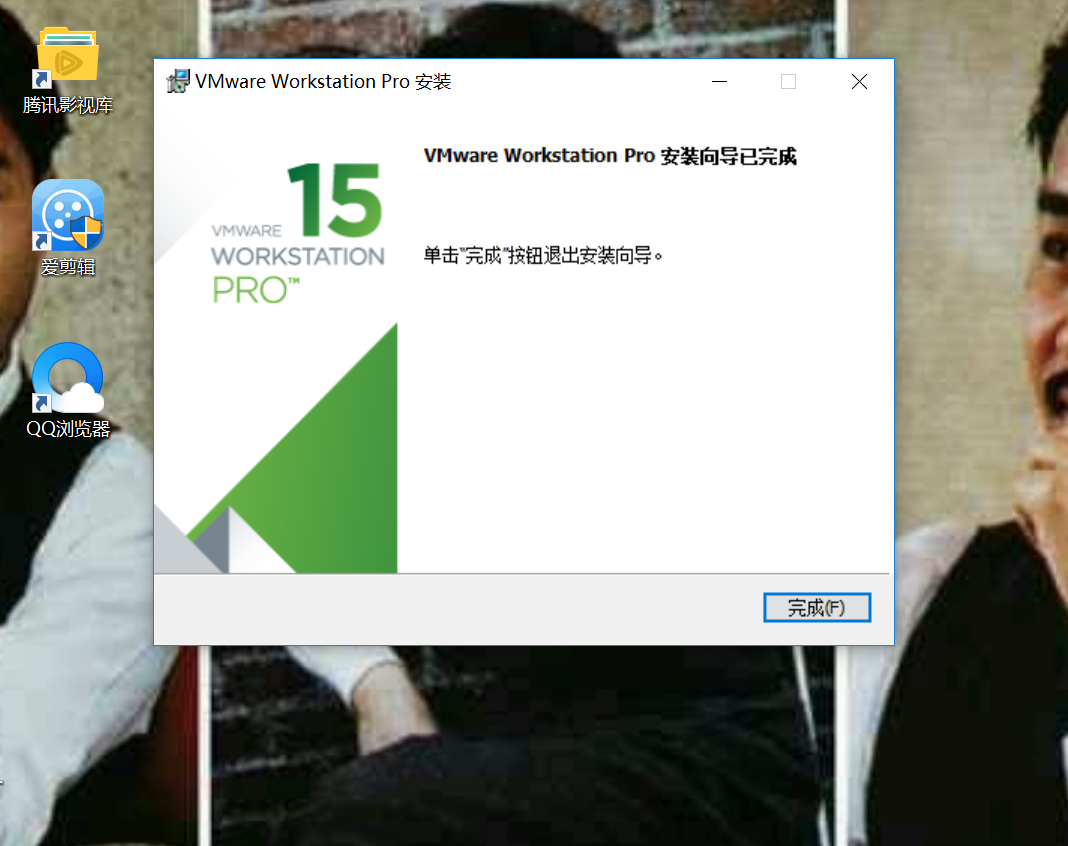 腾讯影视库
爱剪辑
QQ浏览器
VMware Workstation Pro 安装
VMWARE 15
WORKSTATION
PRO™
VMware Workstation Pro 安装向导已完成
单击"完成"按钮退出安装向导。
完成(F)